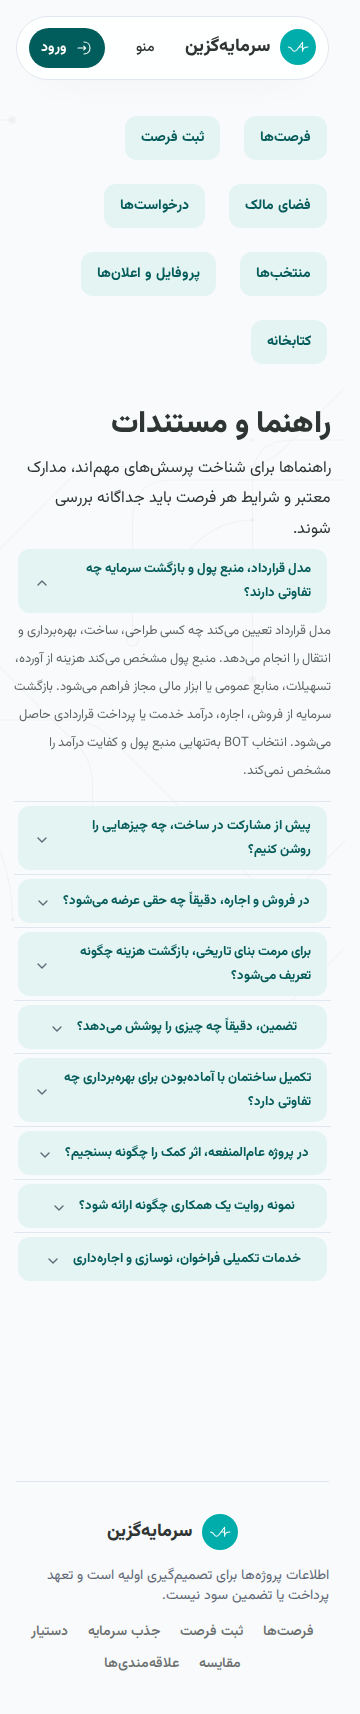 سرمایه‌گزین
منو
ورود
فرصت‌ها
ثبت فرصت
فضای مالک
درخواست‌ها
منتخب‌ها
پروفایل و اعلان‌ها
کتابخانه
راهنما و مستندات
راهنماها برای شناخت پرسش‌های مهم‌اند، مدارک
معتبر و شرایط هر فرصت باید جداگانه بررسی
شوند.
مدل قرارداد، منبع پول و بازگشت سرمایه چه
تفاوتی دارند؟
مدل قرارداد تعیین می‌کند چه کسی طراحی، ساخت، بهره‌برداری و
انتقال را انجام می‌دهد. منبع پول مشخص می‌کند هزینه از آورده،
تسهیلات، منابع عمومی یا ابزار مالی مجاز فراهم می‌شود. بازگشت
سرمایه از فروش، اجاره، درآمد خدمت یا پرداخت قراردادی حاصل
می‌شود. انتخاب BOT به‌تنهایی منبع پول و کفایت درآمد را
مشخص نمی‌کند.
پیش از مشارکت در ساخت، چه چیزهایی را
روشن کنیم؟
در فروش و اجاره، دقیقاً چه حقی عرضه می‌شود؟
برای مرمت بنای تاریخی، بازگشت هزینه چگونه
تعریف می‌شود؟
تضمین، دقیقاً چه چیزی را پوشش می‌دهد؟
تکمیل ساختمان با آماده‌بودن برای بهره‌برداری چه
تفاوتی دارد؟
در پروژه عام‌المنفعه، اثر کمک را چگونه بسنجیم؟
نمونه روایت یک همکاری چگونه ارائه شود؟
خدمات تکمیلی فراخوان، نوسازی و اجاره‌داری
سرمایه‌گزین
اطلاعات پروژه‌ها برای تصمیم‌گیری اولیه است و تعهد
پرداخت یا تضمین سود نیست.
فرصت‌ها
ثبت فرصت
جذب سرمایه
دستیار
مقایسه
علاقه‌مندی‌ها